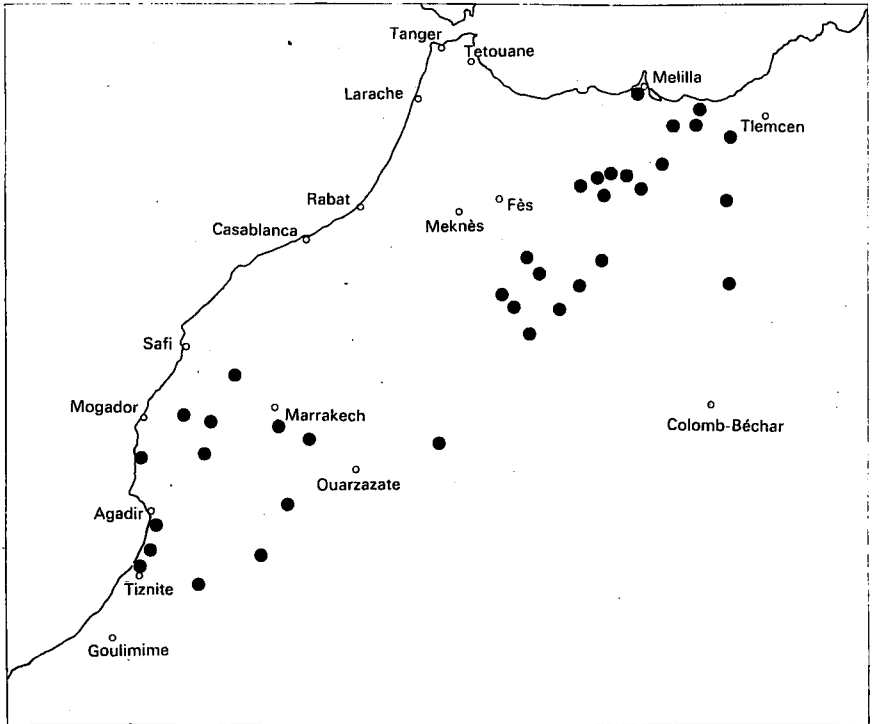 Tanger
Tetouane
Melilla
Larache
Tlemcen
Rabat
Fès
Meknès
Casablanca
Safi
Mogador
Marrakech
Colomb-Béchar
Ouarzazate
Agadir
Tiznite
Goulimime